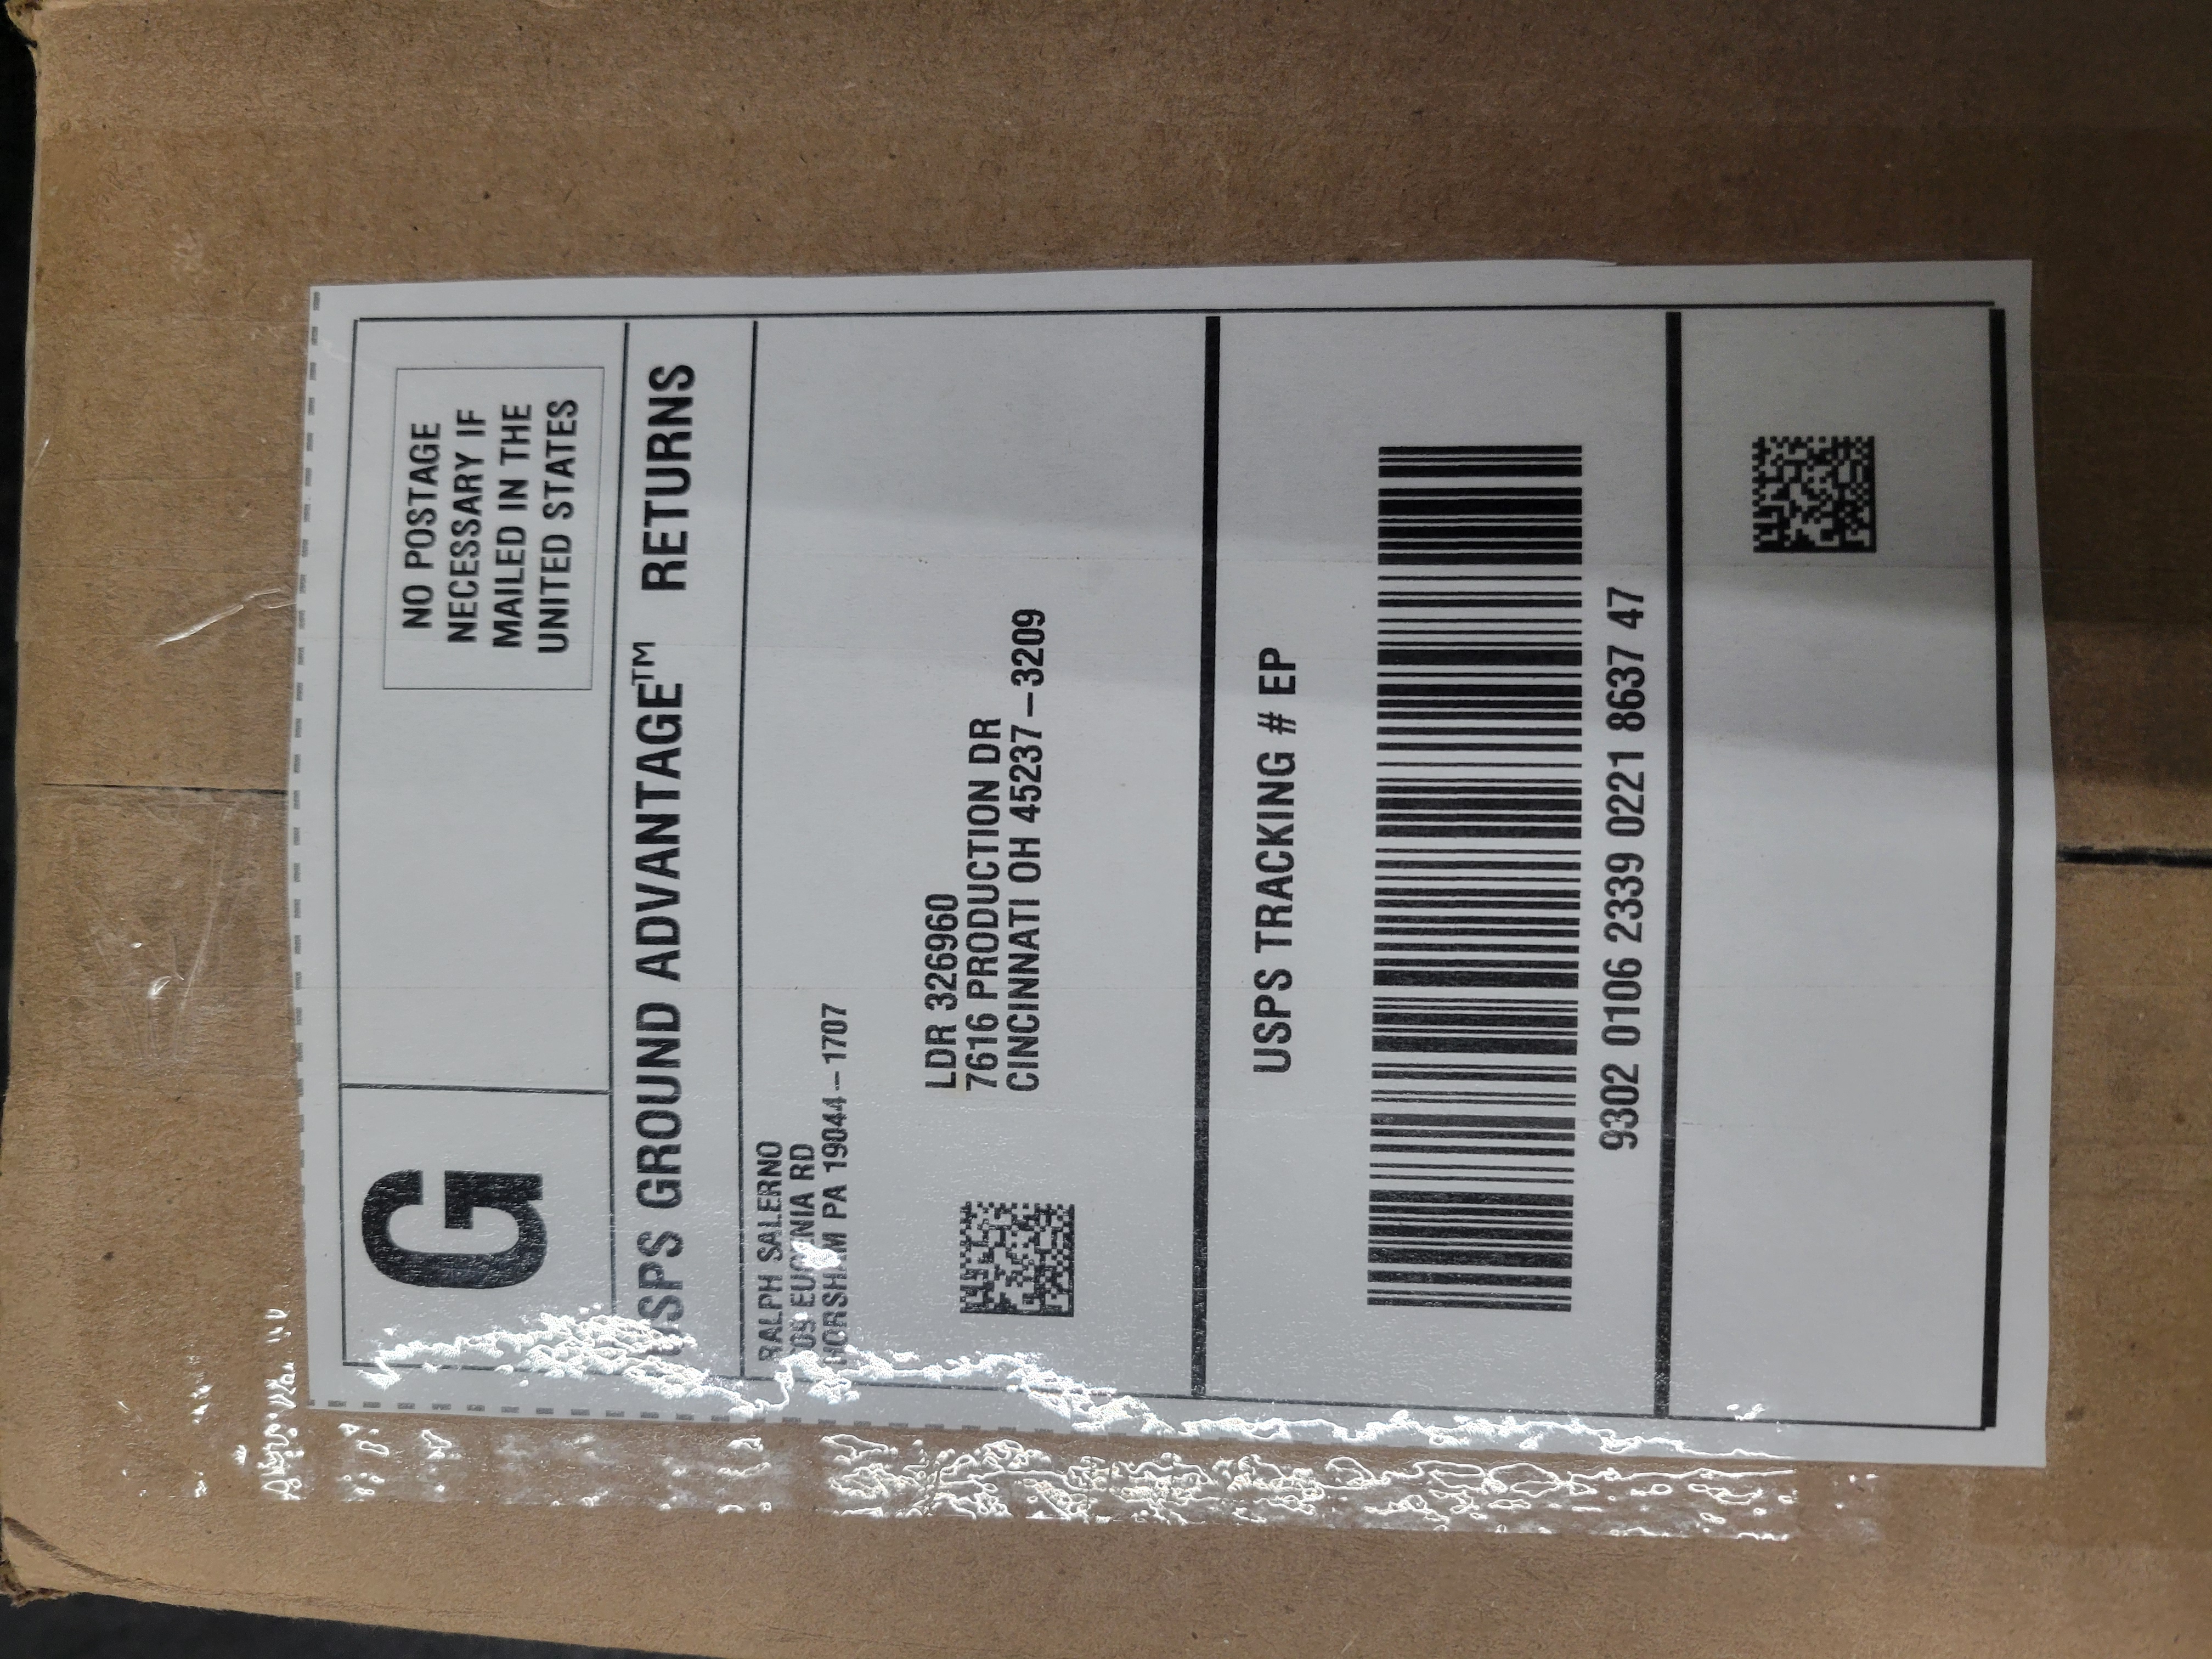 G
NO POSTAGE
NECESSARY IF
MAILED IN THE
UNITED STATES
USPS GROUND ADVANTAGE™ RETURNS
RALPH SALERNO
RD
HORSHAM PA 19044-1707
LDR 326960
7616 PRODUCTION DR
CINCINNATI OH 45237-3209
USPS TRACKING # EP
9302 0106 2339 0221 8637 47